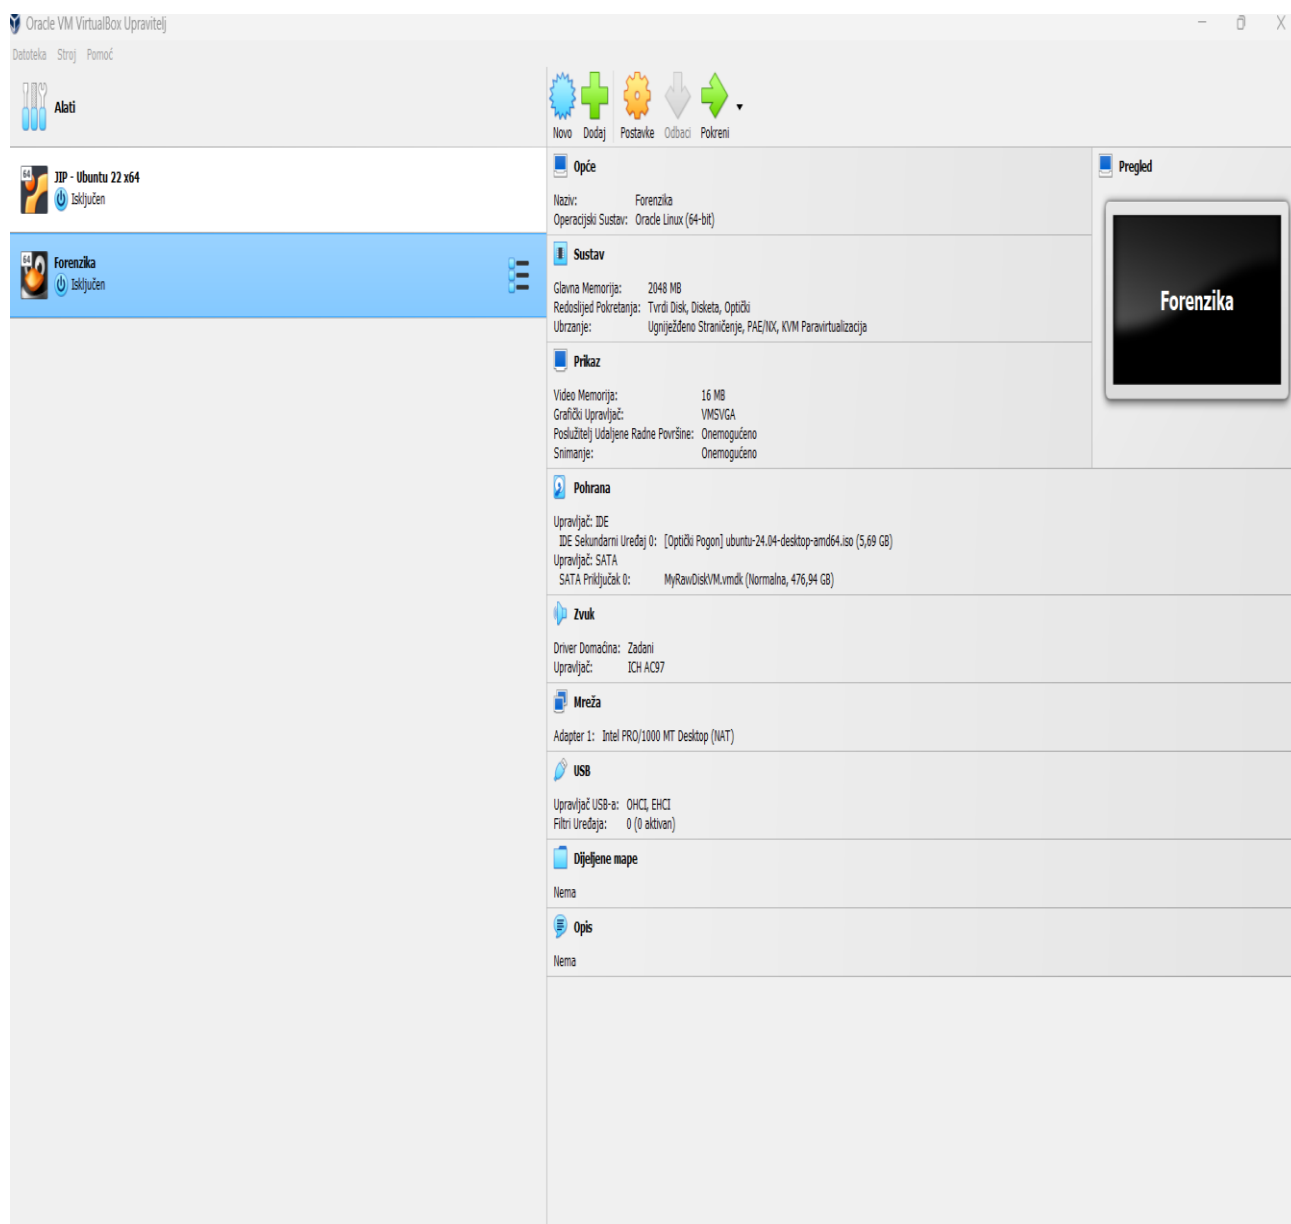 Oracle VM VirtualBox Upravitelj
Datoteka Stroj Pomoć
Alati
Novo Dodaj Postavke Odbaci Pokreni
64
JIP - Ubuntu 22 x64
Isključen
64
Forenzika
Isključen
Opće
Naziv: Forenzika
Operacijski Sustav: Oracle Linux (64-bit)
Sustav
Glavna Memorija: 2048 MB
Redoslijed Pokretanja: Tvrdi Disk, Disketa, Optički
Ubrzanje: Ugniježđeno Straničenje, PAE/NX, KVM Paravirtualizacija
Prikaz
Video Memorija: 16 MB
Grafički Upravljač: VMSVGA
Poslužitelj Udaljene Radne Površine: Onemogućeno
Snimanje: Onemogućeno
Pregled
Forenzika
Pohrana
Upravljač: IDE
IDE Sekundarni Uređaj 0: [Optički Pogon] ubuntu-24.04-desktop-amd64.iso (5,69 GB)
Upravljač: SATA
SATA Priključak 0: MyRawDiskVM.vmdk (Normalna, 476,94 GB)
Zvuk
Driver Domaćina: Zadani
Upravljač: ICH AC97
Mreža
Adapter 1: Intel PRO/1000 MT Desktop (NAT)
USB
Upravljač USB-a: OHCI, EHCI
Filtri Uređaja: 0 (0 aktivan)
Dijeljene mape
Nema
Opis
Nema